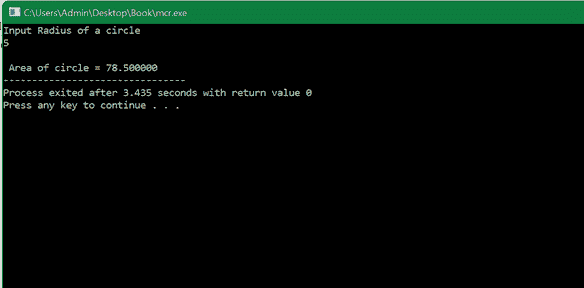 C:\Users\Admin\Desktop\Book\mcr.exe
Input Radius of a circle
5
Area of circle = 78.500000
--------------------------------
Process exited after 3.435 seconds with return value 0
Press any key to continue . . .